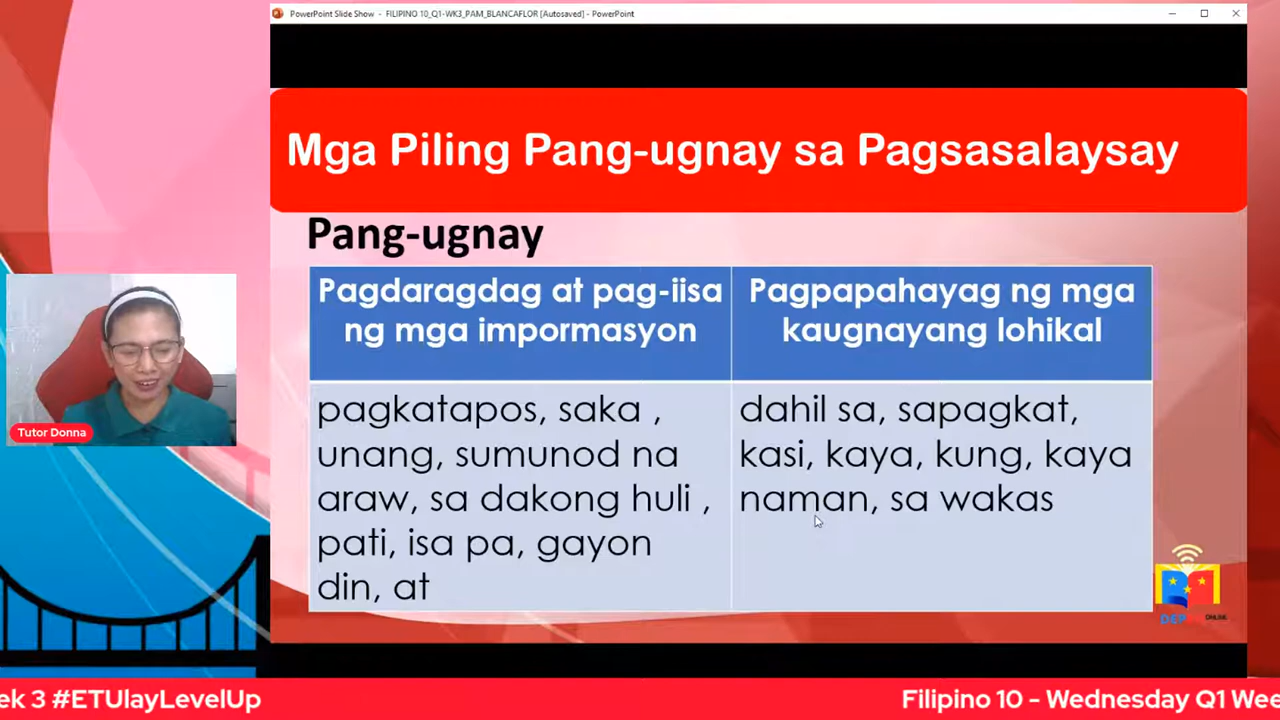 PowerPoint Slide Show - FILIPINO 10_Q1-WK3_PAM_BLANCAFLOR [Autosaved] - PowerPoint
Mga Piling Pang-ugnay sa Pagsasalaysay
Pang-ugnay
Pagdaragdag at pag-iisa
ng mga impormasyon
Pagpapahayag ng mga
kaugnayang lohikal
pagkatapos, saka ,
unang, sumunod na
araw, sa dakong huli ,
pati, isa pa, gayon
din, at
dahil sa, sapagkat,
kasi, kaya, kung, kaya
naman, sa wakas
Tutor Donna
DEPED ONLINE
ek 3 #ETUlayLevelUp
Filipino 10 - Wednesday Q1 Wee